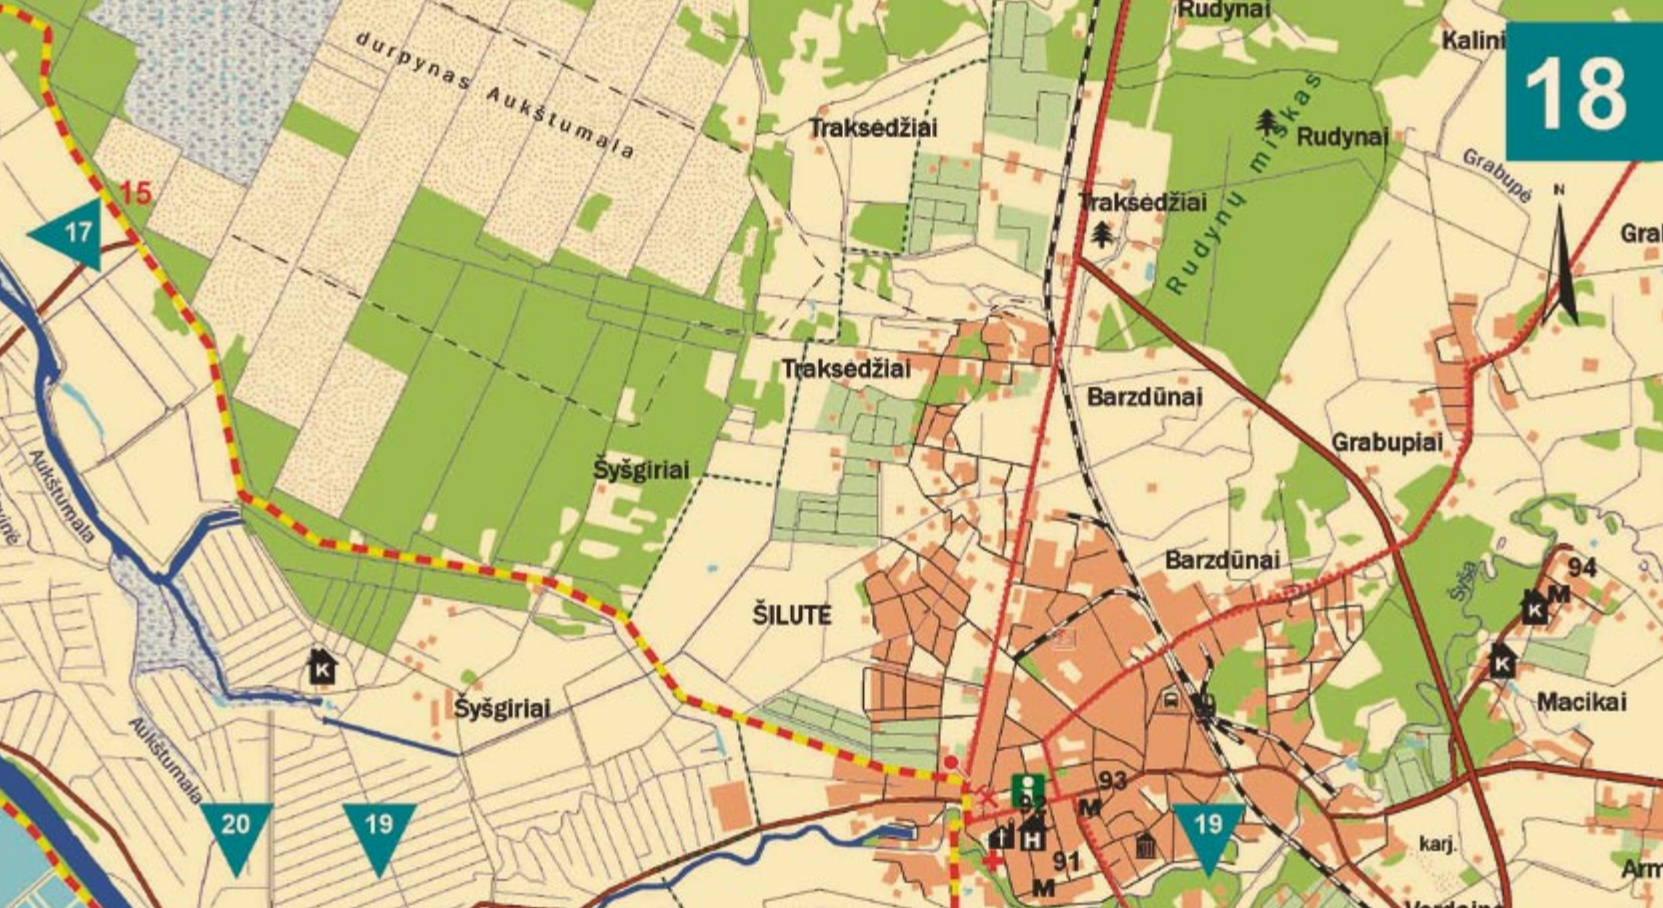 Rudynai
Kalini
18
durpynas Aukštumala
Traksėdžiai
Rudynai
Rudynų miškas
Grabupė
N
15
17
Traksėdžiai
Gral
Traksėdžiai
Barzdūnai
Grabupiai
Šyšgiriai
Aukštumala
Barzdūnai
Šyša
94
M
K
ŠILUTĖ
K
K
Macikai
Šyšgiriai
Aukštumala
93
M
92
20
19
19
H
91
M
karj.
Arm